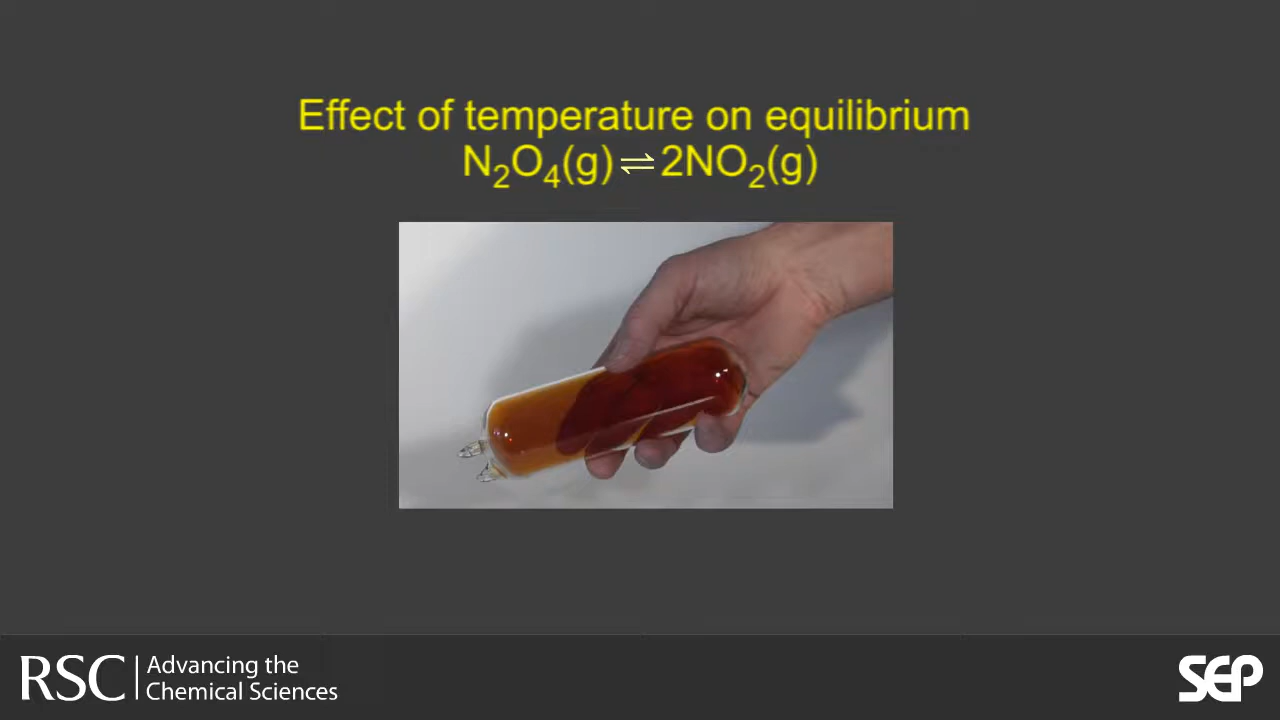 Effect of temperature on equilibrium
N₂O₄(g)⇌2NO₂(g)
RSC
Advancing the
Chemical Sciences
SEP